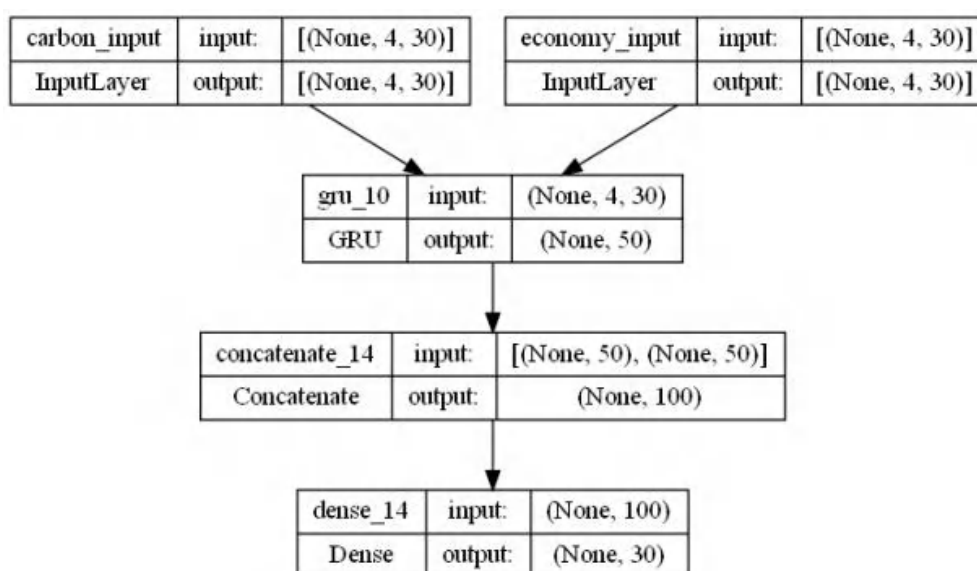 carbon_input input: [(None, 4, 30)]
InputLayer output: [(None, 4, 30)]
economy_input input: [(None, 4, 30)]
InputLayer output: [(None, 4, 30)]
gru_10 input: (None, 4, 30)
GRU output: (None, 50)
concatenate_14 input: [(None, 50), (None, 50)]
Concatenate output: (None, 100)
dense_14 input: (None, 100)
Dense output: (None, 30)